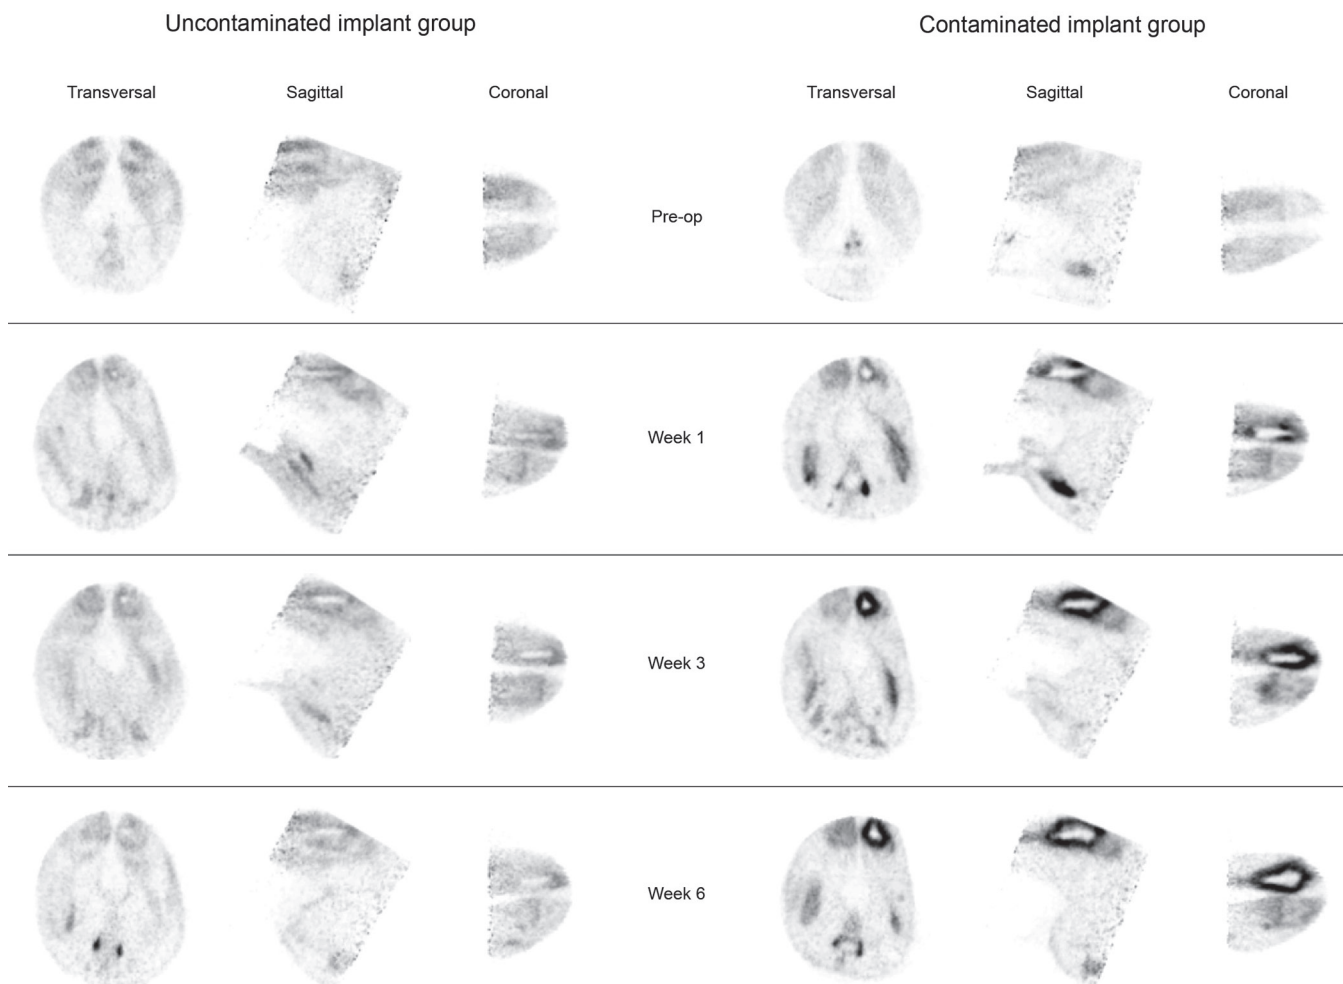 Uncontaminated implant group
Contaminated implant group
Transversal
Sagittal
Coronal
Transversal
Sagittal
Coronal
Pre-op
Week 1
Week 3
Week 6